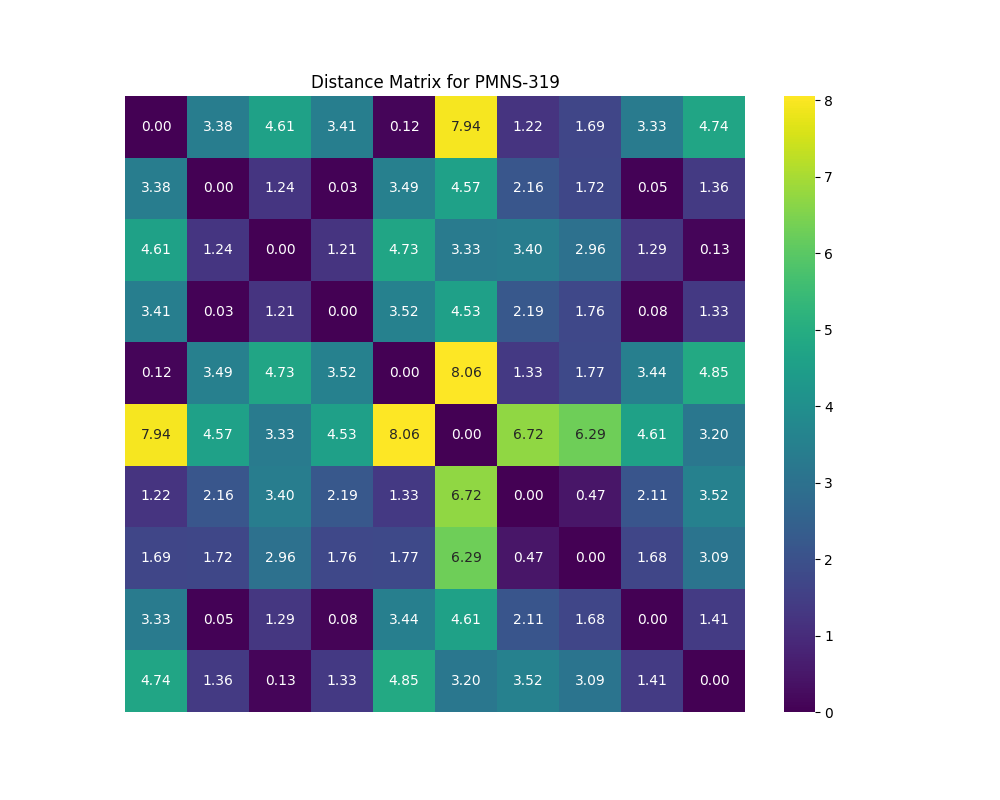 Distance Matrix for PMNS-319
0.00 3.38 4.61 3.41 0.12 7.94 1.22 1.69 3.33 4.74
3.38 0.00 1.24 0.03 3.49 4.57 2.16 1.72 0.05 1.36
4.61 1.24 0.00 1.21 4.73 3.33 3.40 2.96 1.29 0.13
3.41 0.03 1.21 0.00 3.52 4.53 2.19 1.76 0.08 1.33
0.12 3.49 4.73 3.52 0.00 8.06 1.33 1.77 3.44 4.85
7.94 4.57 3.33 4.53 8.06 0.00 6.72 6.29 4.61 3.20
1.22 2.16 3.40 2.19 1.33 6.72 0.00 0.47 2.11 3.52
1.69 1.72 2.96 1.76 1.77 6.29 0.47 0.00 1.68 3.09
3.33 0.05 1.29 0.08 3.44 4.61 2.11 1.68 0.00 1.41
4.74 1.36 0.13 1.33 4.85 3.20 3.52 3.09 1.41 0.00
8
7
6
5
4
3
2
1
0